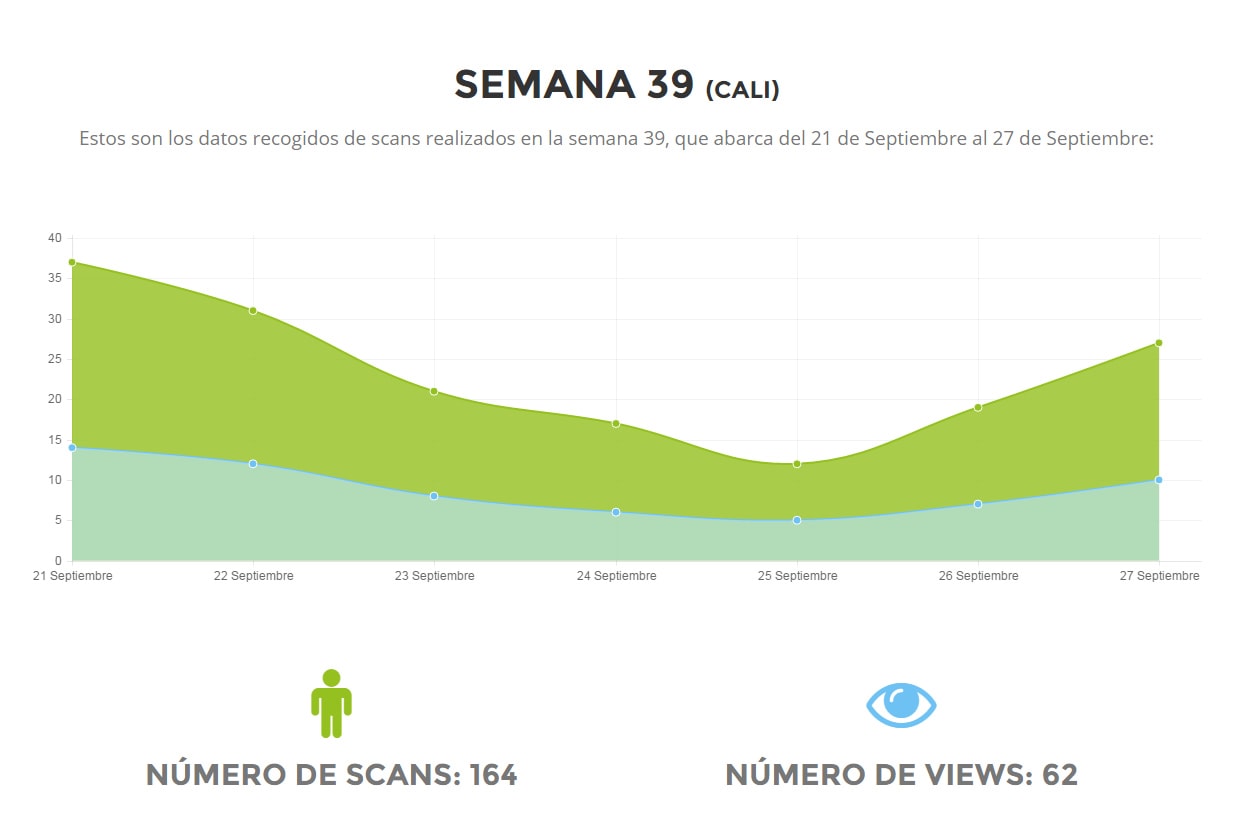 SEMANA 39 (CALI)
Estos son los datos recogidos de scans realizados en la semana 39, que abarca del 21 de Septiembre al 27 de Septiembre:
40
35
30
25
20
15
10
5
0
21 Septiembre 22 Septiembre 23 Septiembre 24 Septiembre 25 Septiembre 26 Septiembre 27 Septiembre
NÚMERO DE SCANS: 164 NÚMERO DE VIEWS: 62